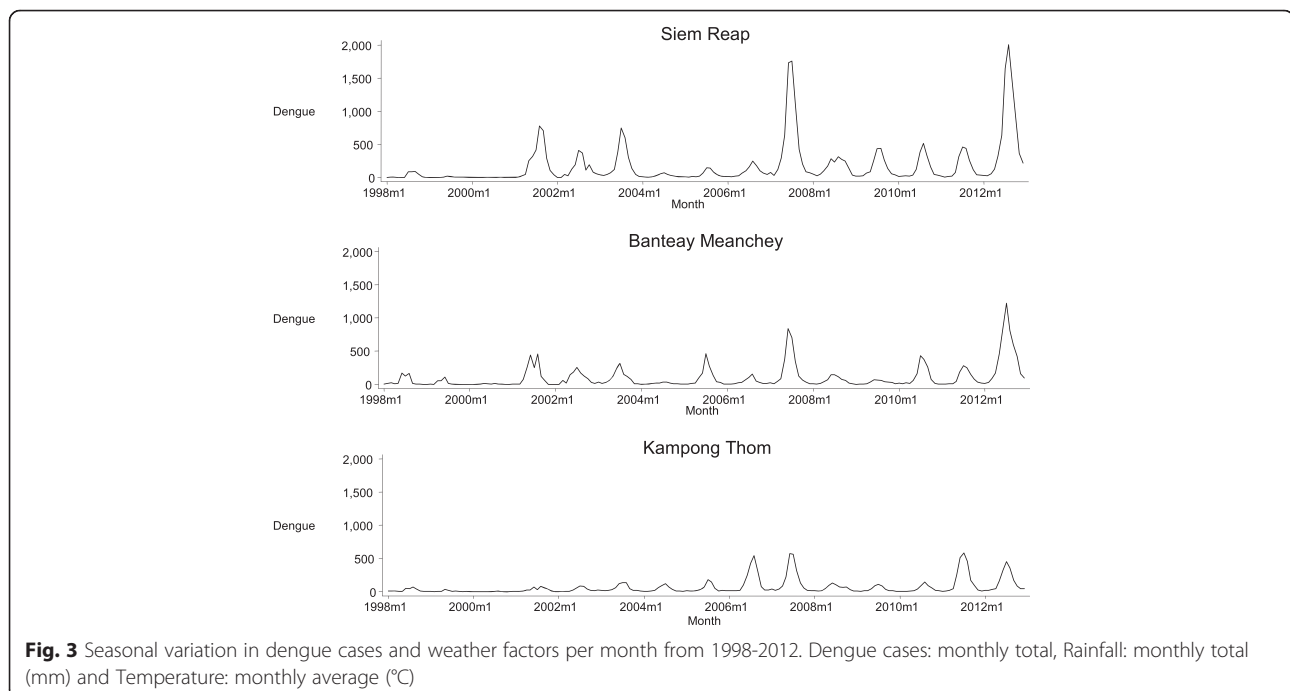 Siem Reap
2,000
1,500
1,000
Dengue
500
0
1998m1 2000m1 2002m1 2004m1 2006m1 2008m1 2010m1 2012m1
Month
Banteay Meanchey
2,000
1,500
1,000
Dengue
500
0
1998m1 2000m1 2002m1 2004m1 2006m1 2008m1 2010m1 2012m1
Month
Kampong Thom
2,000
1,500
1,000
Dengue
500
0
1998m1 2000m1 2002m1 2004m1 2006m1 2008m1 2010m1 2012m1
Month
Fig. 3 Seasonal variation in dengue cases and weather factors per month from 1998-2012. Dengue cases: monthly total, Rainfall: monthly total
(mm) and Temperature: monthly average (°C)